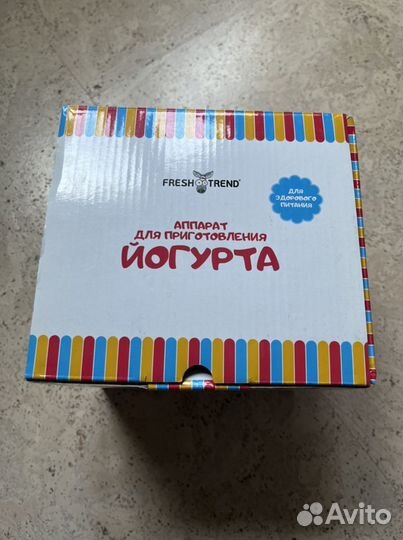 FRESH TREND®
ДЛЯ
ЗДОРОВОГО
ПИТАНИЯ
АППАРАТ
ДЛЯ ПРИГОТОВЛЕНИЯ
ЙОГУРТА
Avito